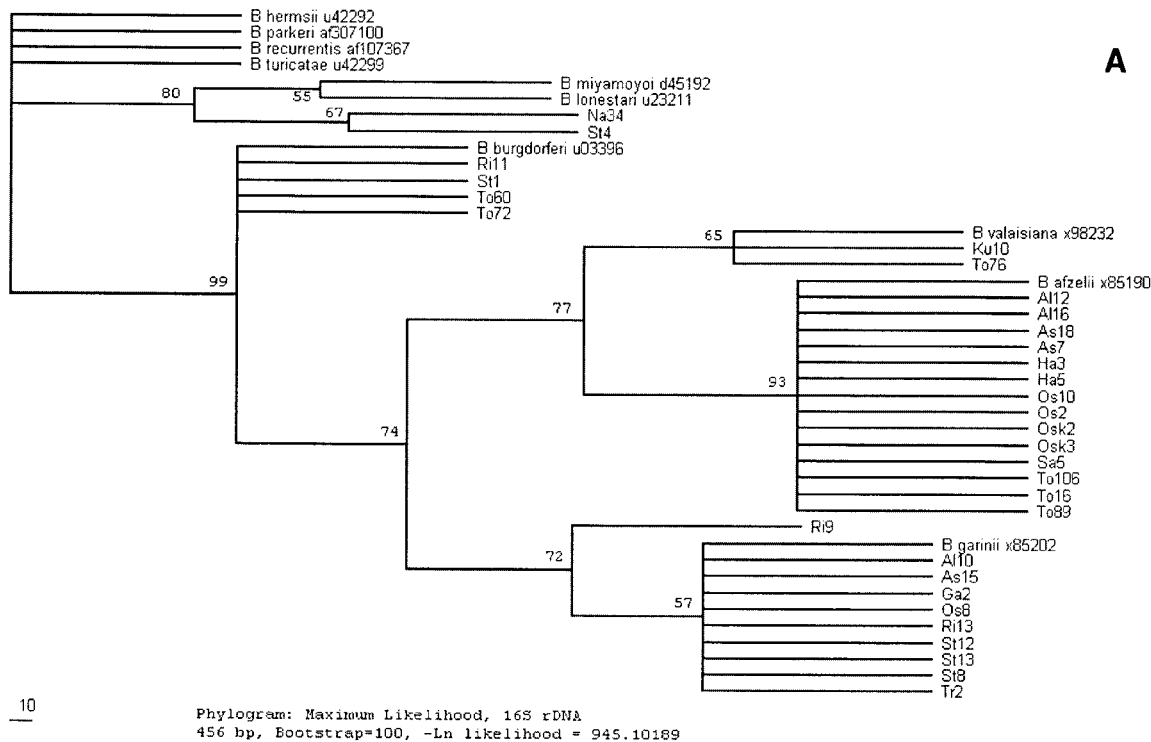 B hermsii u42292
B parkeri af307100
B recurrentis af107367
B turicatae u42299
A
80
55
B miyamoyoi d45192
B lonestari u23211
67
Na34
St4
B burgdorferi u03396
Ri11
St1
To60
To72
99
65
B valaisiana x98232
Ku10
To76
77
B afzelii x85190
Al12
Al16
As18
As7
Ha3
Ha5
93
Os10
Os2
Osk2
Osk3
Sa5
To106
To16
To89
74
Ri9
72
B garinii x85202
Al10
As15
Ga2
57
Os6
Ri13
St12
St13
St8
Tr2
10
Phylogram: Maximum Likelihood, 16S rDNA
456 bp, Bootstrap=100, -Ln likelihood = 945.10189